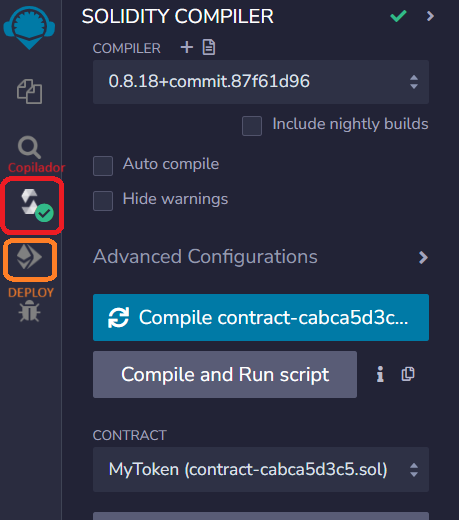 SOLIDITY COMPILER
COMPILER
0.8.18+commit.87f61d96
Include nightly builds
Copilador
Auto compile
Hide warnings
Advanced Configurations
DEPLOY
Compile contract-cabca5d3c...
Compile and Run script
CONTRACT
MyToken (contract-cabca5d3c5.sol)